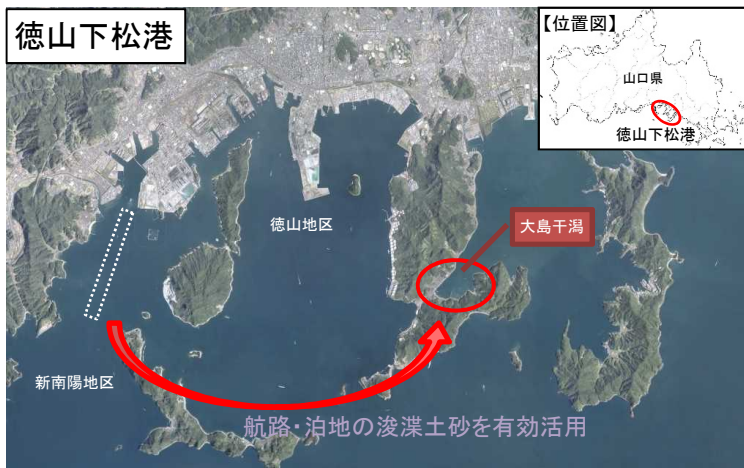 徳山下松港
【位置図】
山口県
徳山下松港
徳山地区
大島干潟
新南陽地区
航路・泊地の浚渫土砂を有効活用